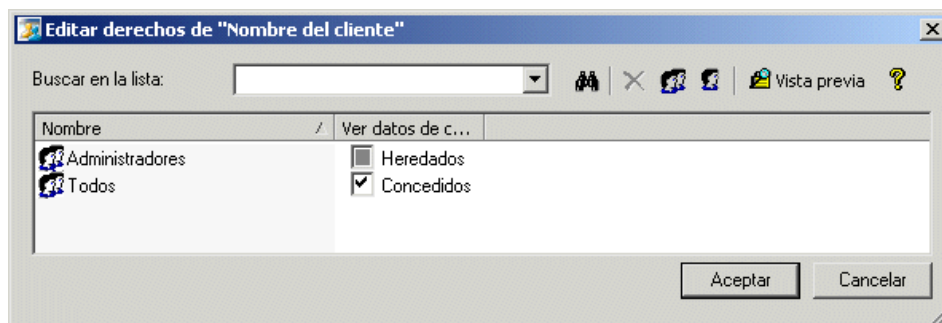 Editar derechos de "Nombre del cliente"
Buscar en la lista:
Vista previa
Nombre Ver datos de c...
Administradores Heredados
Todos Concedidos
Aceptar Cancelar